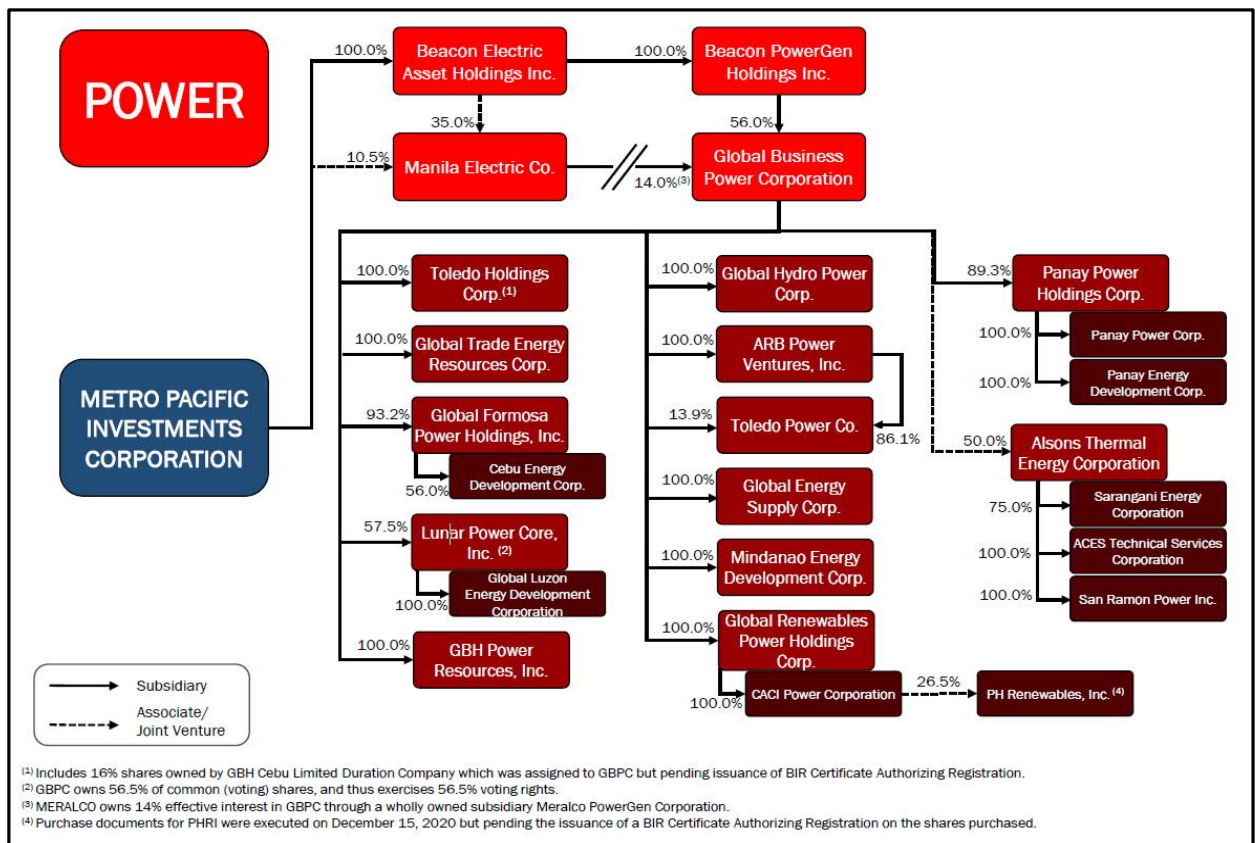 POWER
100.0%
Beacon Electric
Asset Holdings Inc.
100.0%
Beacon PowerGen
Holdings Inc.
35.0%
56.0%
10.5%
Manila Electric Co.
14.0%(3)
Global Business
Power Corporation
METRO PACIFIC
INVESTMENTS
CORPORATION
100.0%
Toledo Holdings
Corp.(1)
100.0%
Global Trade Energy
Resources Corp.
93.2%
Global Formosa
Power Holdings, Inc.
56.0%
Cebu Energy
Development Corp.
57.5%
Lunar Power Core,
Inc. (2)
100.0%
Global Luzon
Energy Development
Corporation
100.0%
GBH Power
Resources, Inc.
100.0%
Global Hydro Power
Corp.
100.0%
ARB Power
Ventures, Inc.
13.9%
Toledo Power Co.
86.1%
100.0%
Global Energy
Supply Corp.
100.0%
Mindanao Energy
Development Corp.
100.0%
Global Renewables
Power Holdings
Corp.
100.0%
CACI Power Corporation
26.5%
PH Renewables, Inc. (4)
89.3%
Panay Power
Holdings Corp.
100.0%
Panay Power Corp.
100.0%
Panay Energy
Development Corp.
50.0%
Alsons Thermal
Energy Corporation
75.0%
Sarangani Energy
Corporation
100.0%
ACES Technical Services
Corporation
100.0%
San Ramon Power Inc.
Subsidiary
Associate/
Joint Venture
(1) Includes 16% shares owned by GBH Cebu Limited Duration Company which was assigned to GBPC but pending issuance of BIR Certificate Authorizing Registration.
(2) GBPC owns 56.5% of common (voting) shares, and thus exercises 56.5% voting rights.
(3) MERALCO owns 14% effective interest in GBPC through a wholly owned subsidiary Meralco PowerGen Corporation.
(4) Purchase documents for PHRI were executed on December 15, 2020 but pending the issuance of a BIR Certificate Authorizing Registration on the shares purchased.